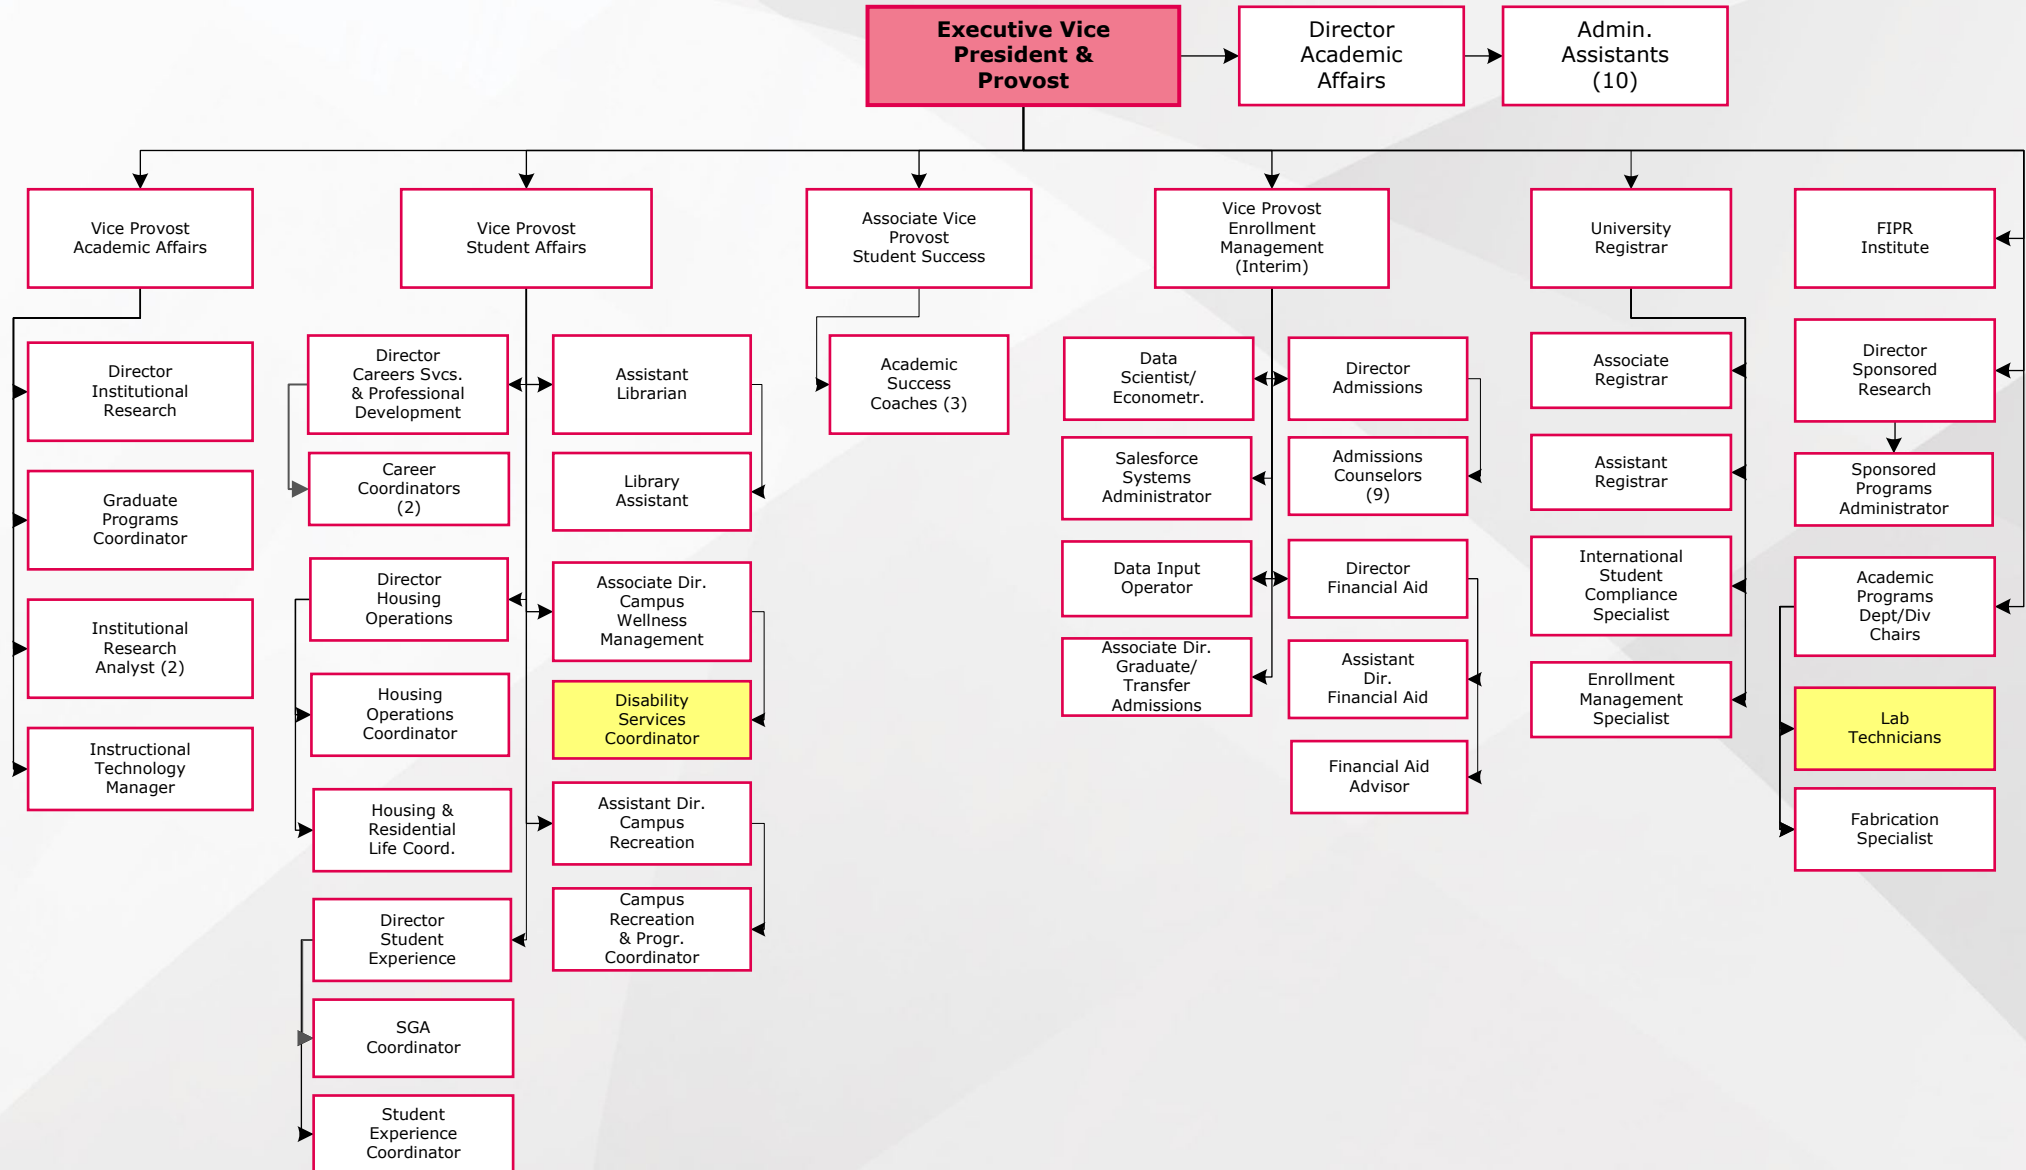 Executive Vice
President &
Provost
Director
Academic
Affairs
Admin.
Assistants
(10)
Vice Provost
Academic Affairs
Vice Provost
Student Affairs
Associate Vice
Provost
Student Success
Vice Provost
Enrollment
Management
(Interim)
University
Registrar
FIPR
Institute
Director
Institutional
Research
Graduate
Programs
Coordinator
Institutional
Research
Analyst (2)
Instructional
Technology
Manager
Director
Careers Svcs.
& Professional
Development
Career
Coordinators
(2)
Director
Housing
Operations
Housing
Operations
Coordinator
Housing &
Residential
Life Coord.
Director
Student
Experience
SGA
Coordinator
Student
Experience
Coordinator
Assistant
Librarian
Library
Assistant
Associate Dir.
Campus
Wellness
Management
Disability
Services
Coordinator
Assistant Dir.
Campus
Recreation
Campus
Recreation
& Progr.
Coordinator
Academic
Success
Coaches (3)
Data
Scientist/
Econometr.
Salesforce
Systems
Administrator
Data Input
Operator
Associate Dir.
Graduate/
Transfer
Admissions
Director
Admissions
Admissions
Counselors
(9)
Director
Financial Aid
Assistant
Dir.
Financial Aid
Financial Aid
Advisor
Associate
Registrar
Assistant
Registrar
International
Student
Compliance
Specialist
Enrollment
Management
Specialist
Director
Sponsored
Research
Sponsored
Programs
Administrator
Academic
Programs
Dept/Div
Chairs
Lab
Technicians
Fabrication
Specialist